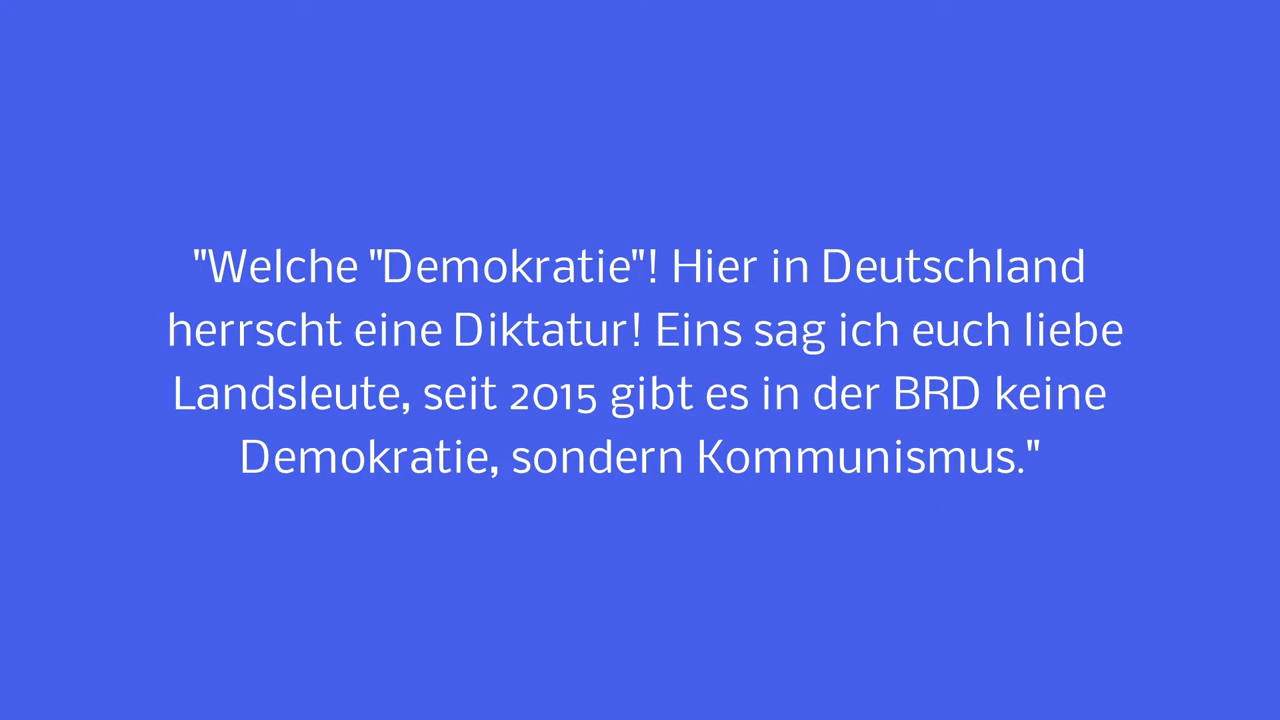 "Welche "Demokratie"! Hier in Deutschland
herrscht eine Diktatur! Eins sag ich euch liebe
Landsleute, seit 2015 gibt es in der BRD keine
Demokratie, sondern Kommunismus."